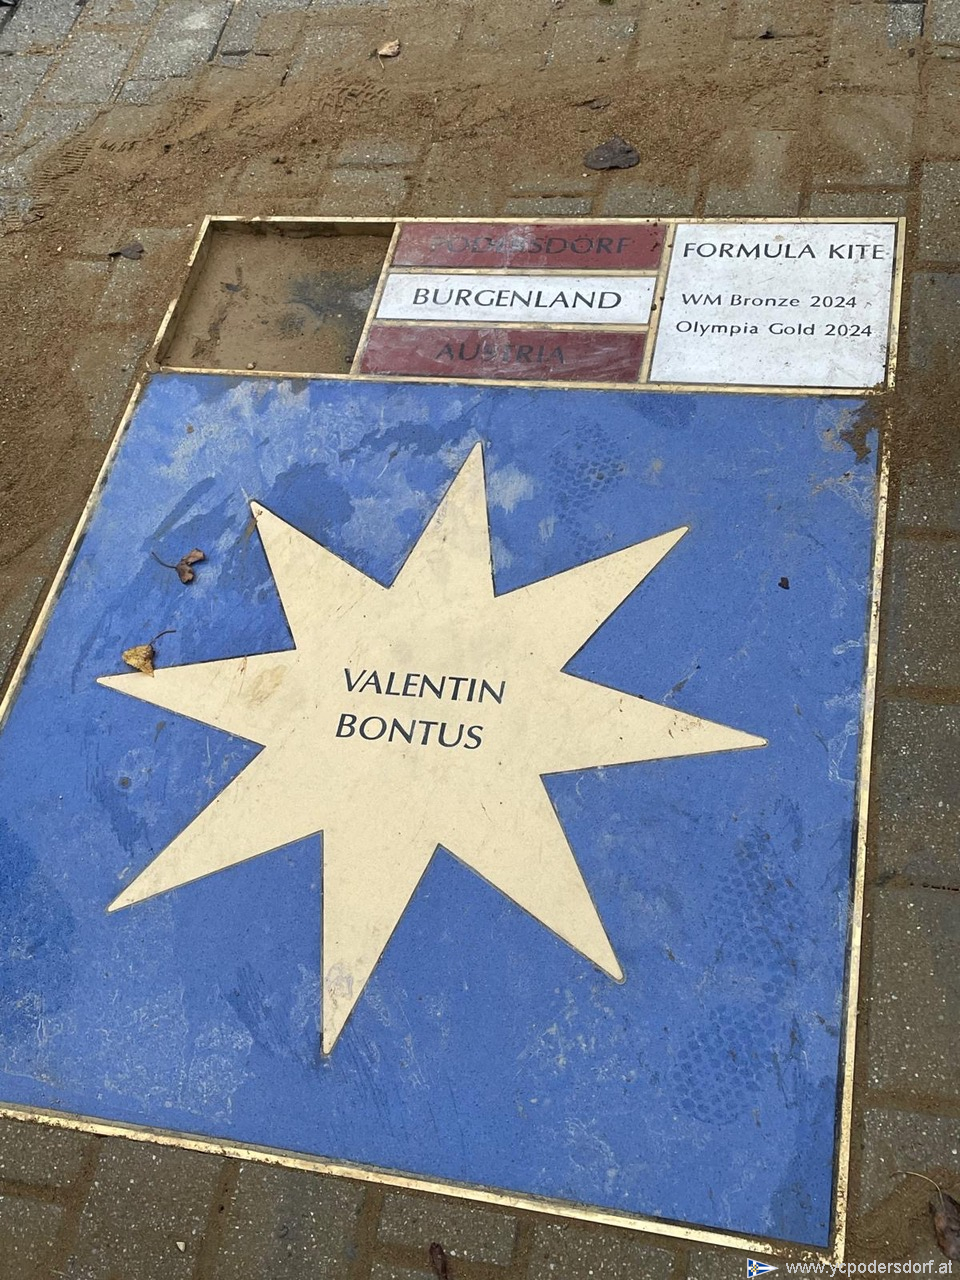 PODERSDORF
BURGENLAND
AUSTRIA
FORMULA KITE
WM Bronze 2024
Olympia Gold 2024
VALENTIN
BONTUS
www.ycpodersdorf.at